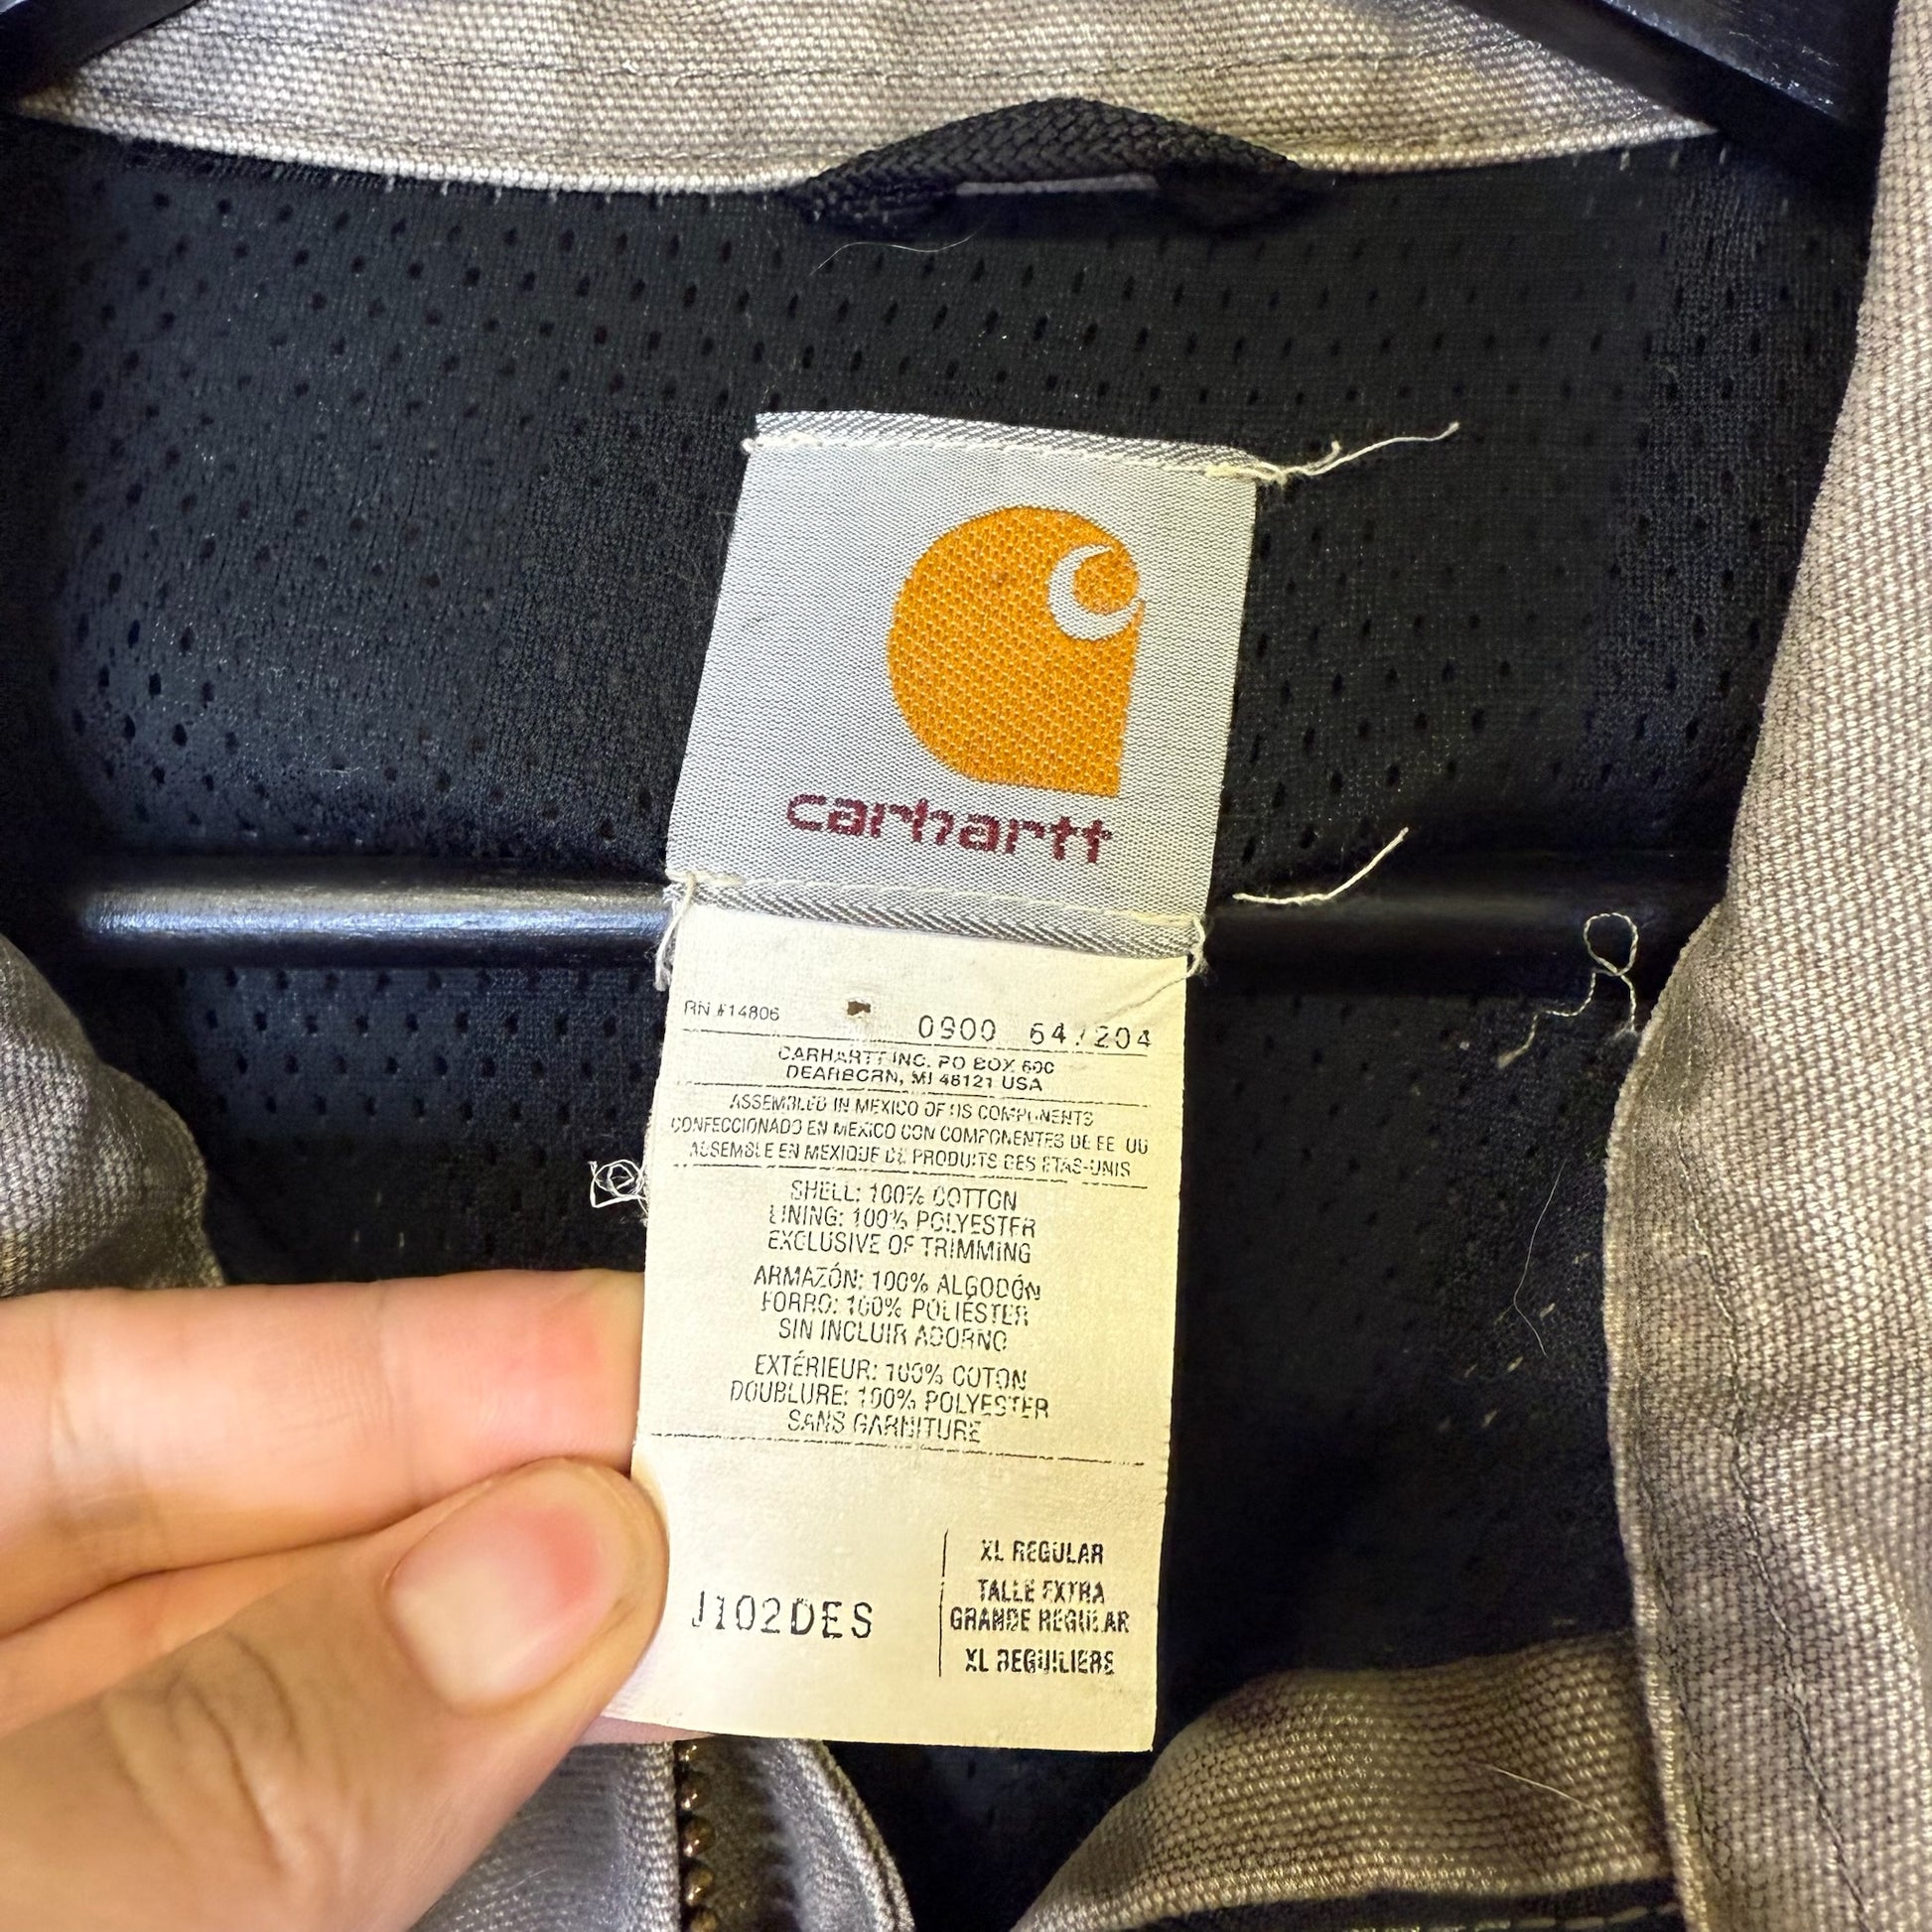 carhartt
RN #14806
0900 64/204
CARHARTT INC. PO BOX 600
DEARBORN, MI 48121 USA
ASSEMBLED IN MEXICO OF US COMPONENTS
CONFECCIONADO EN MEXICO CON COMPONENTES DE EE UU
ASSEMBLE EN MEXIQUE DE PRODUITS DES ETAS-UNIS
SHELL: 100% COTTON
LINING: 100% POLYESTER
EXCLUSIVE OF TRIMMING
ARMAZÓN: 100% ALGODÓN
FORRO: 100% POLIÉSTER
SIN INCLUIR ADORNO
EXTÉRIEUR: 100% COTON
DOUBLURE: 100% POLYESTER
SANS GARNITURE
J102DES
XL REGULAR
TALLE EXTRA
GRANDE REGULAR
XL REGUILIERE